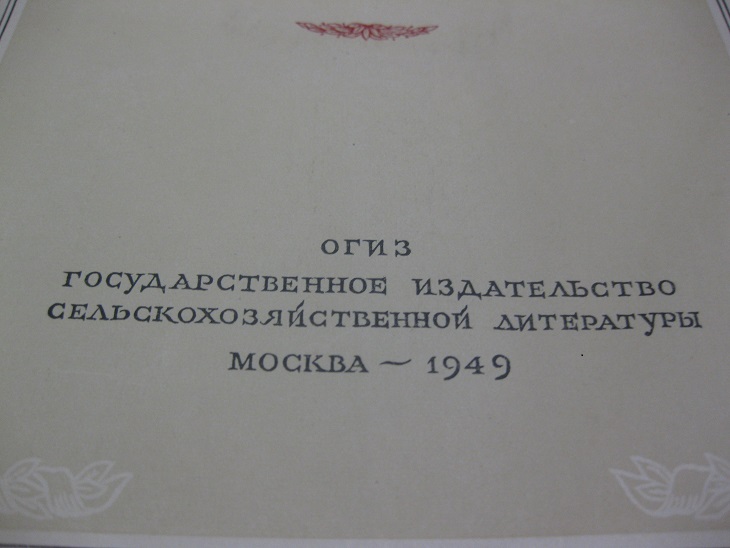 ОГИЗ
ГОСУДАРСТВЕННОЕ ИЗДАТЕЛЬСТВО
СЕЛЬСКОХОЗЯЙСТВЕННОЙ ЛИТЕРАТУРЫ
МОСКВА — 1949